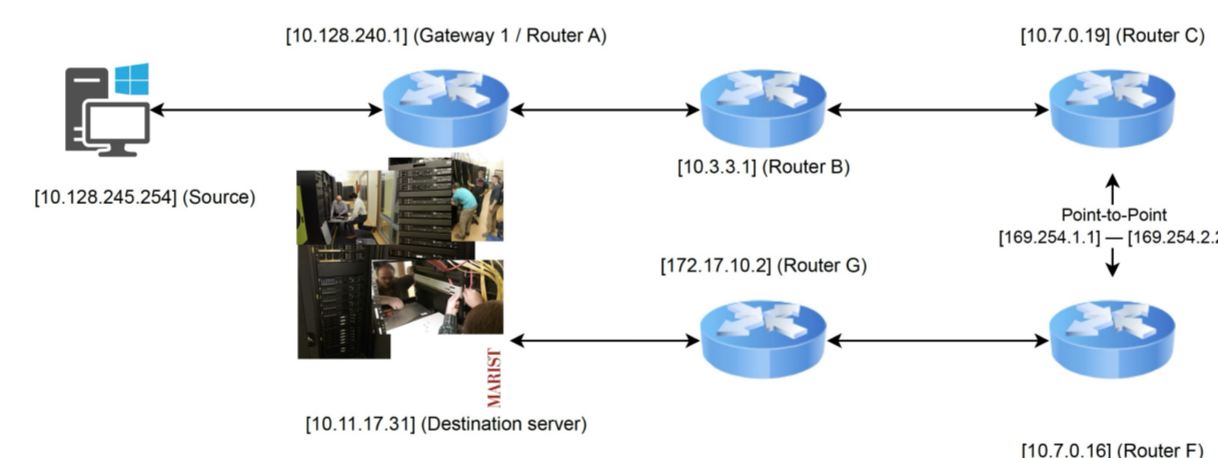 [10.128.240.1] (Gateway 1 / Router A)
[10.7.0.19] (Router C)
[10.3.3.1] (Router B)
[10.128.245.254] (Source)
Point-to-Point
[169.254.1.1] — [169.254.2.2
[172.17.10.2] (Router G)
MARIST
[10.11.17.31] (Destination server)
[10.7.0.16] (Router F)